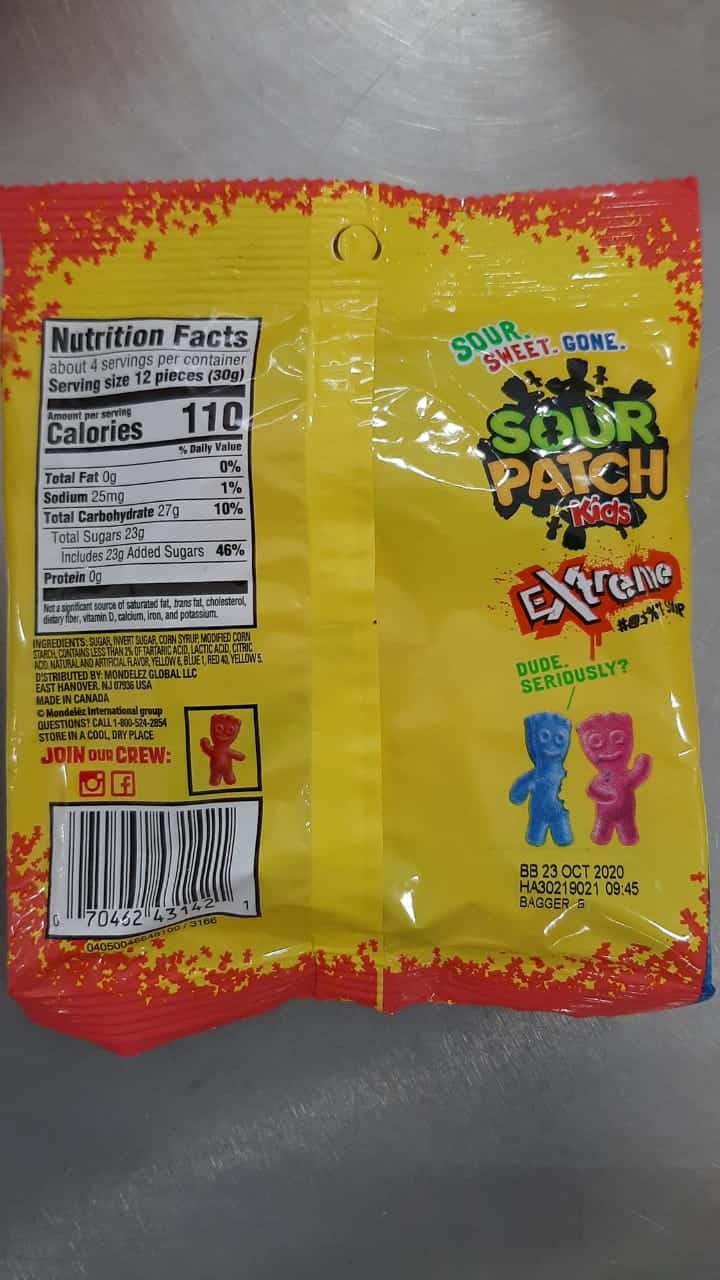 Nutrition Facts
about 4 servings per container
Serving size 12 pieces (30g)
Amount per serving
Calories 110
% Daily Value
Total Fat 0g 0%
Sodium 25mg 1%
Total Carbohydrate 27g 10%
Total Sugars 23g
Includes 23g Added Sugars 46%
Protein 0g
Not a significant source of saturated fat, trans fat, cholesterol,
dietary fiber, vitamin D, calcium, iron, and potassium.
INGREDIENTS: SUGAR, INVERT SUGAR, CORN SYRUP, MODIFIED CORN
STARCH, CONTAINS LESS THAN 2% OF TARTARIC ACID, LACTIC ACID, CITRIC
ACID, NATURAL AND ARTIFICIAL FLAVOR, YELLOW 6, BLUE 1, RED 40, YELLOW 5.
DISTRIBUTED BY: MONDELĒZ GLOBAL LLC
EAST HANOVER, NJ 07936 USA
MADE IN CANADA
© Mondelēz International group
QUESTIONS? CALL 1-800-524-2854
STORE IN A COOL, DRY PLACE
JOIN OUR CREW:
0 70462 43142 1
SOUR.
SWEET. GONE.
SOUR
PATCH
Kids
EXtreme
DUDE.
SERIOUSLY?
BB 23 OCT 2020
HA30219021 09:45
BAGGER